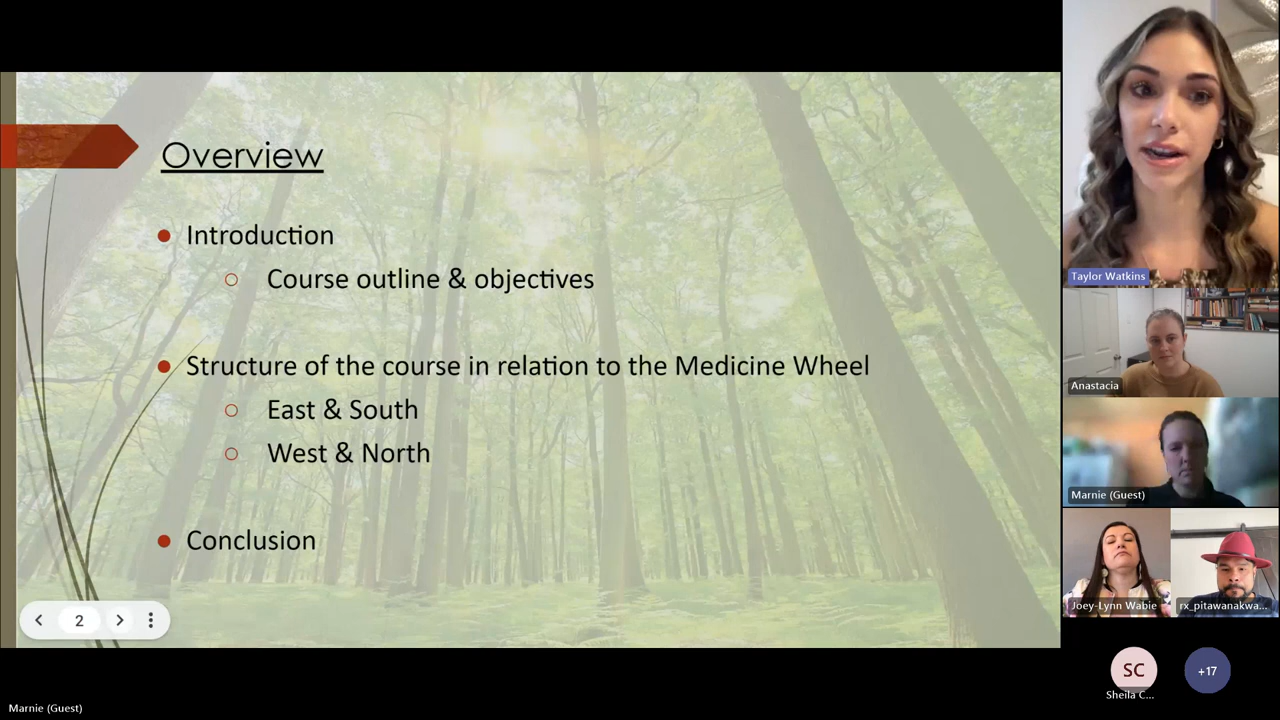 Overview
Introduction
Course outline & objectives
Structure of the course in relation to the Medicine Wheel
East & South
West & North
Conclusion
2
Marnie (Guest)
Taylor Watkins
Anastacia
Marnie (Guest)
Joey-Lynn Wabie
rx_pitawanakwa...
SC
Sheila C...
+17